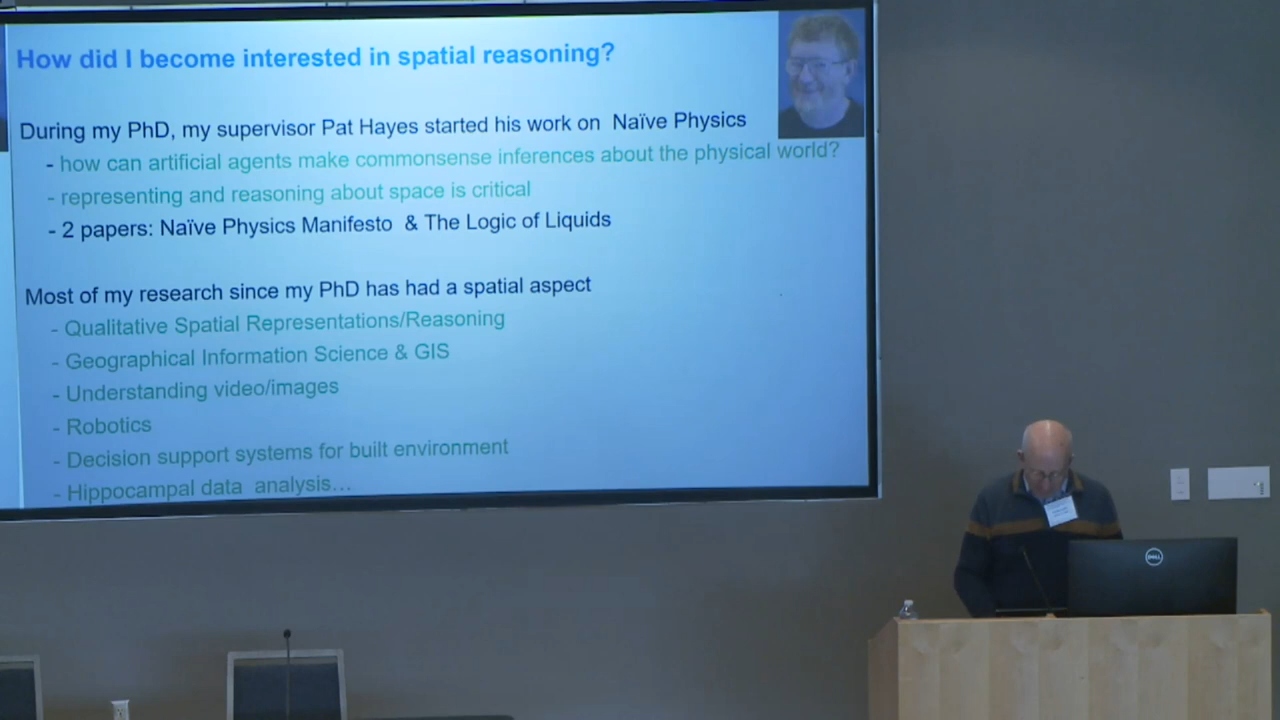 How did I become interested in spatial reasoning?
During my PhD, my supervisor Pat Hayes started his work on Naïve Physics
- how can artificial agents make commonsense inferences about the physical world?
- representing and reasoning about space is critical
- 2 papers: Naïve Physics Manifesto & The Logic of Liquids
Most of my research since my PhD has had a spatial aspect
- Qualitative Spatial Representations/Reasoning
- Geographical Information Science & GIS
- Understanding video/images
- Robotics
- Decision support systems for built environment
- Hippocampal data analysis...
DELL